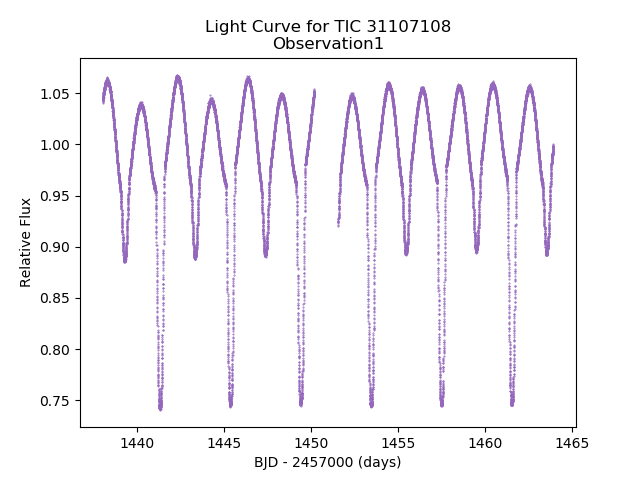 Light Curve for TIC 31107108
Observation1
Relative Flux
1.05
1.00
0.95
0.90
0.85
0.80
0.75
1440 1445 1450 1455 1460 1465
BJD - 2457000 (days)